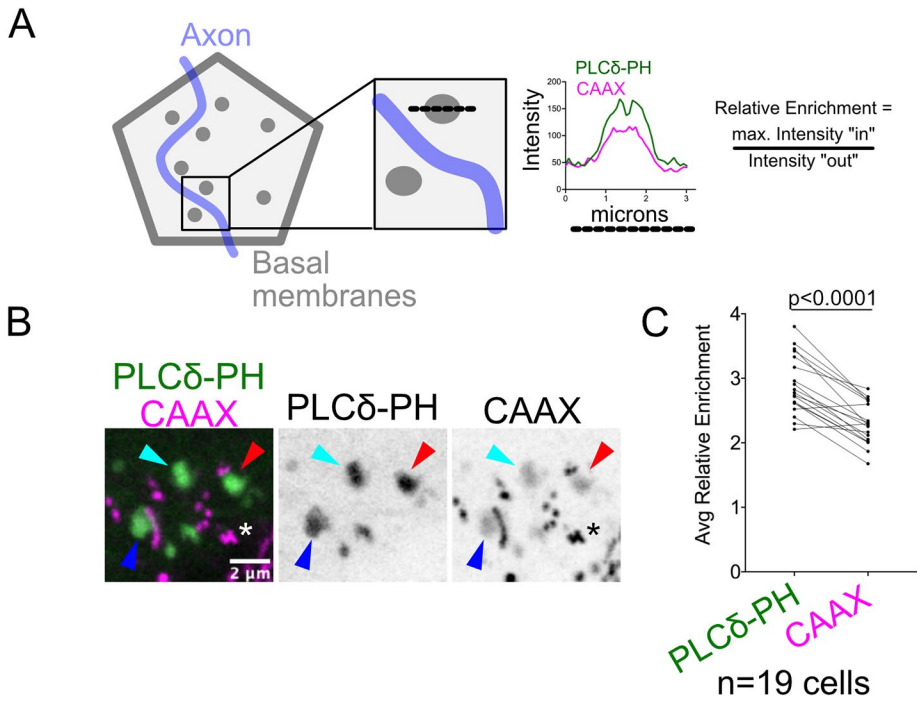 A
Axon
Basal
membranes
PLCδ-PH
CAAX
Intensity
200
150
100
50
0
0 1 2 3
microns
Relative Enrichment =
max. Intensity "in"
Intensity "out"
B
PLCδ-PH
CAAX
PLCδ-PH
CAAX
*
*
2 μm
C
p<0.0001
Avg Relative Enrichment
4
3
2
1
0
PLCδ-PH
CAAX
n=19 cells